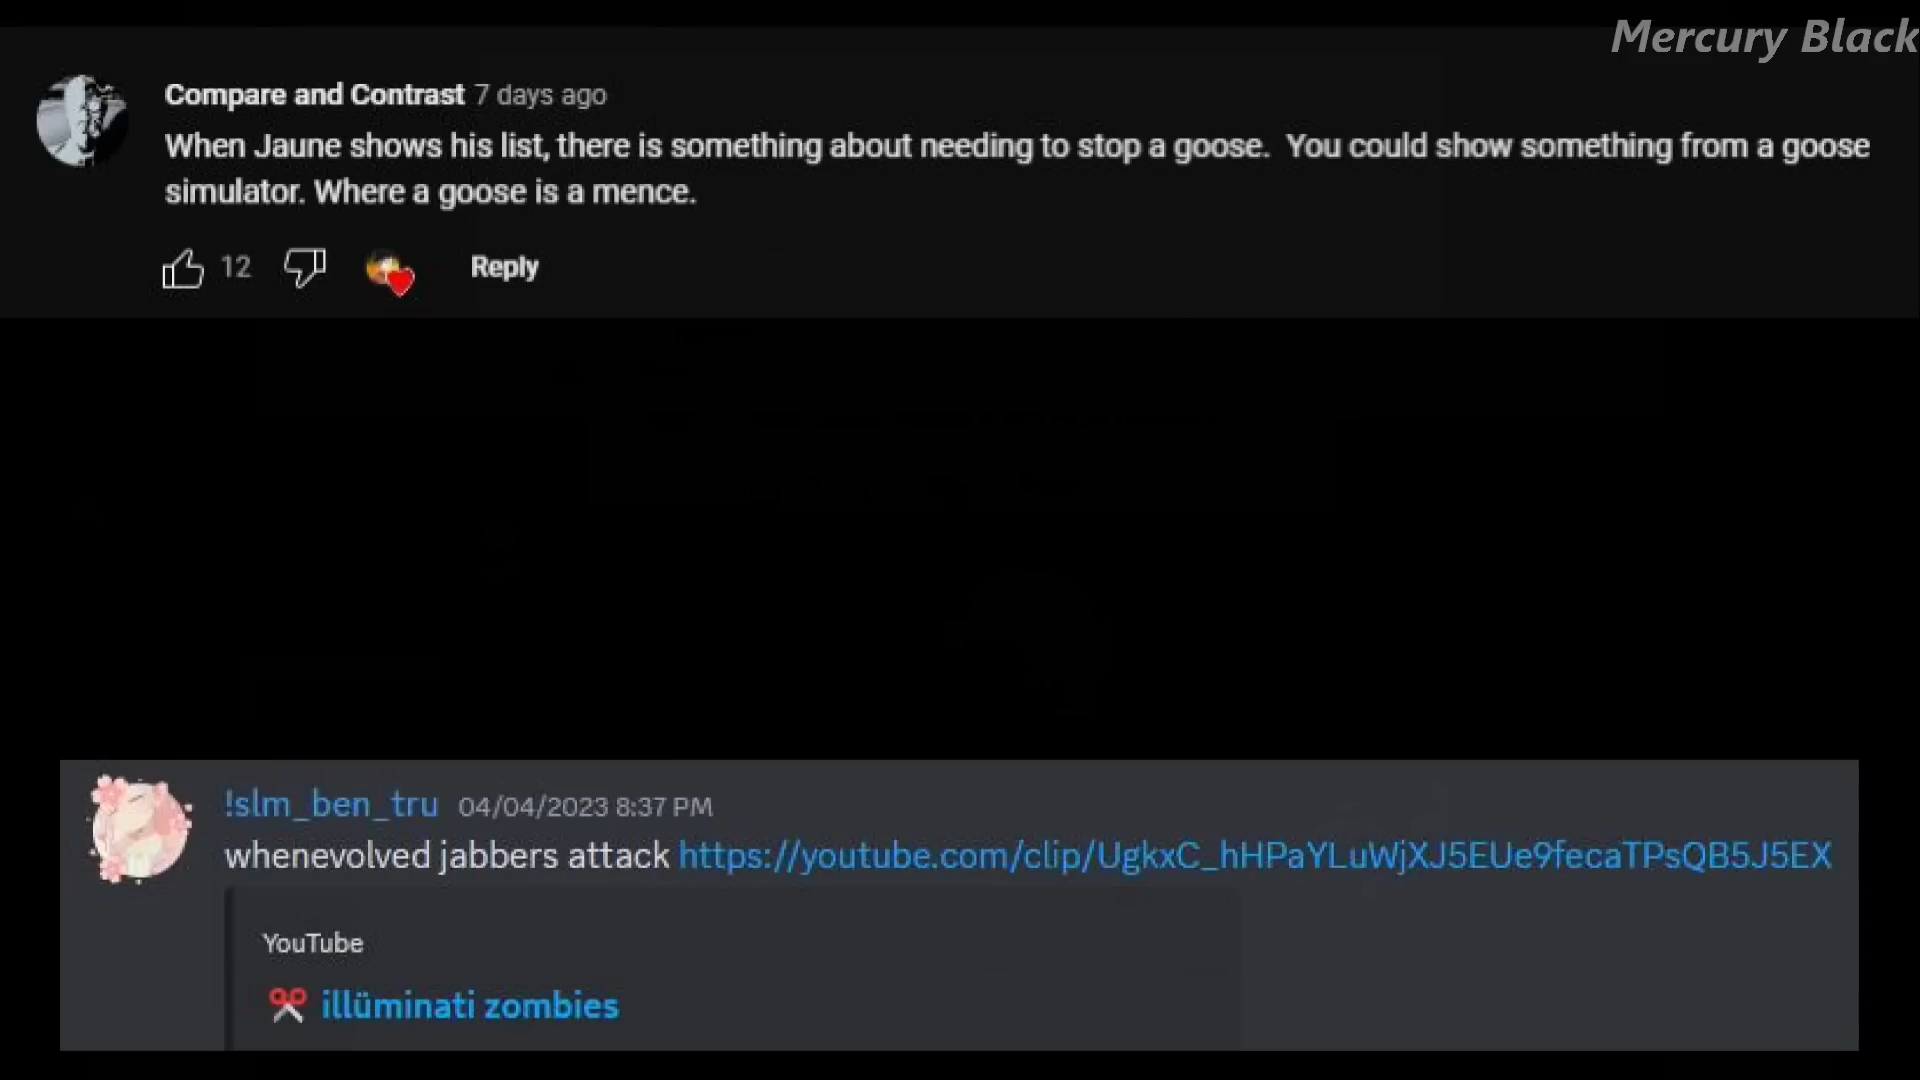 Mercury Black
Compare and Contrast 7 days ago
When Jaune shows his list, there is something about needing to stop a goose. You could show something from a goose
simulator. Where a goose is a mence.
12 Reply
!slm_ben_tru 04/04/2023 8:37 PM
whenevolved jabbers attack https://youtube.com/clip/UgkxC_hHPaYLuWjXJ5EUe9fecaTPsQB5J5EX
YouTube
illüminati zombies